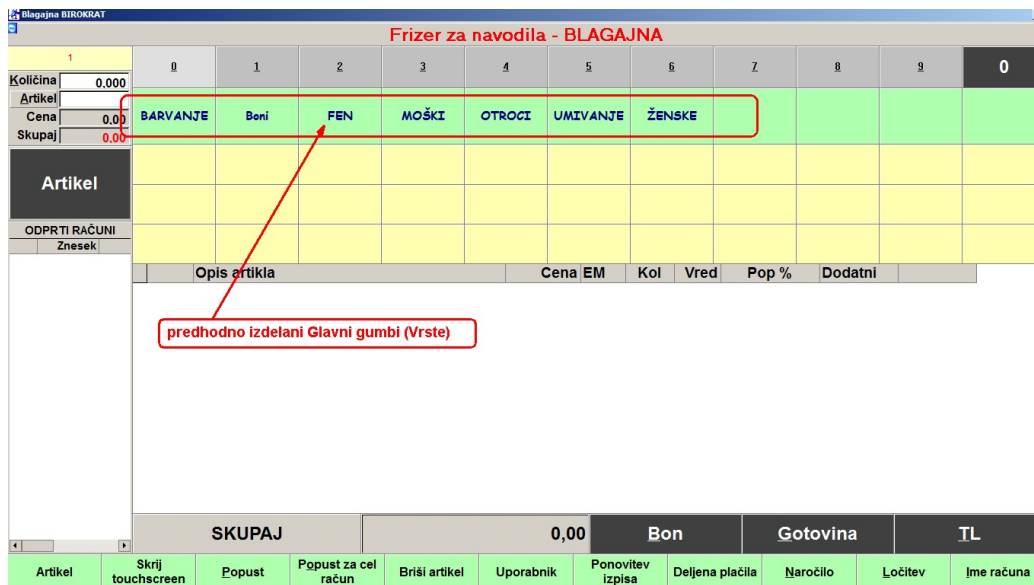 Blagajna BIROKRAT
Frizer za navodila - BLAGAJNA
1
0 1 2 3 4 5 6 7 8 9 0
Količina 0,000
Artikel
Cena 0.00
Skupaj 0.00
BARVANJE Boni FEN MOŠKI OTROCI UMIVANJE ŽENSKE
Artikel
ODPRTI RAČUNI
Znesek
Opis artikla Cena EM Kol Vred Pop % Dodatni
predhodno izdelani Glavni gumbi (Vrste)
SKUPAJ 0,00 Bon Gotovina TL
Artikel Skrij touchscreen Popust Popust za cel račun Briši artikel Uporabnik Ponovitev izpisa Deljena plačila Naročilo Ločitev Ime računa